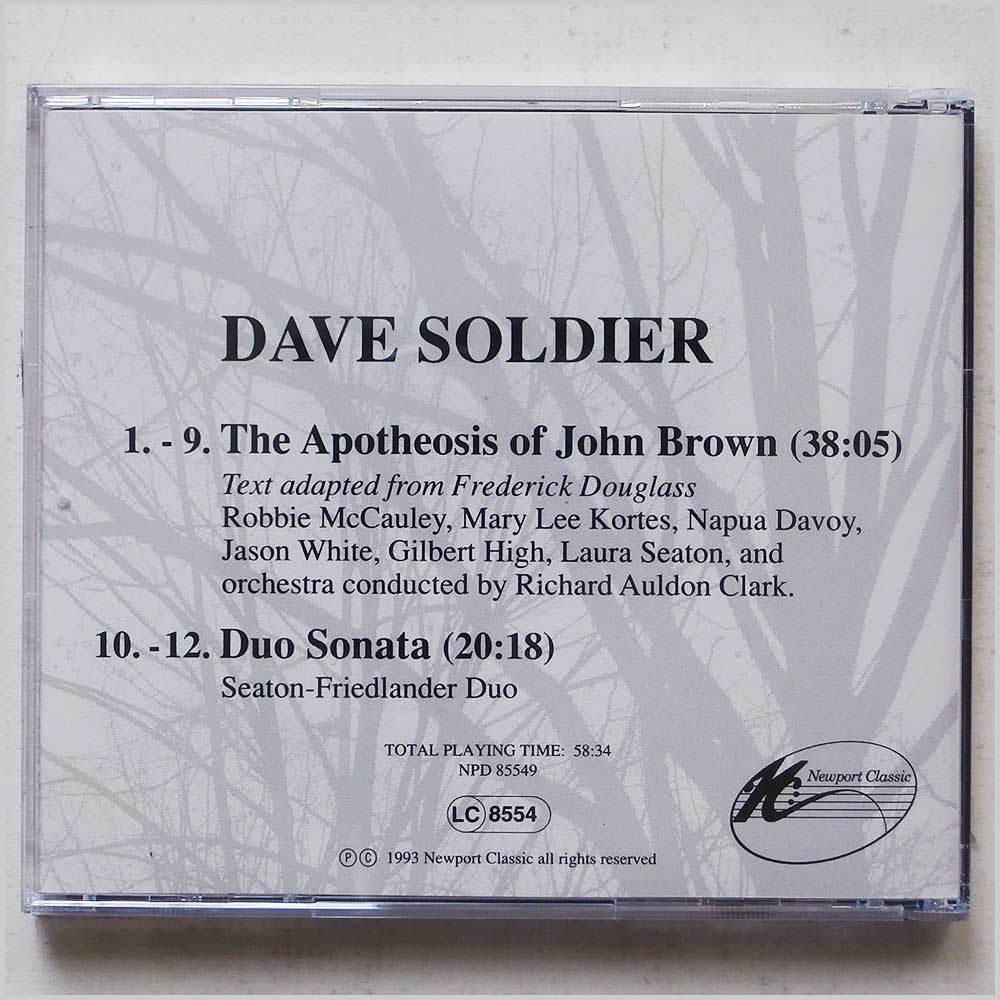 DAVE SOLDIER
1. - 9. The Apotheosis of John Brown (38:05)
Text adapted from Frederick Douglass
Robbie McCauley, Mary Lee Kortes, Napua Davoy,
Jason White, Gilbert High, Laura Seaton, and
orchestra conducted by Richard Auldon Clark.
10. -12. Duo Sonata (20:18)
Seaton-Friedlander Duo
TOTAL PLAYING TIME: 58:34
NPD 85549
LC 8554
NC Newport Classic
Ⓟ Ⓒ 1993 Newport Classic all rights reserved